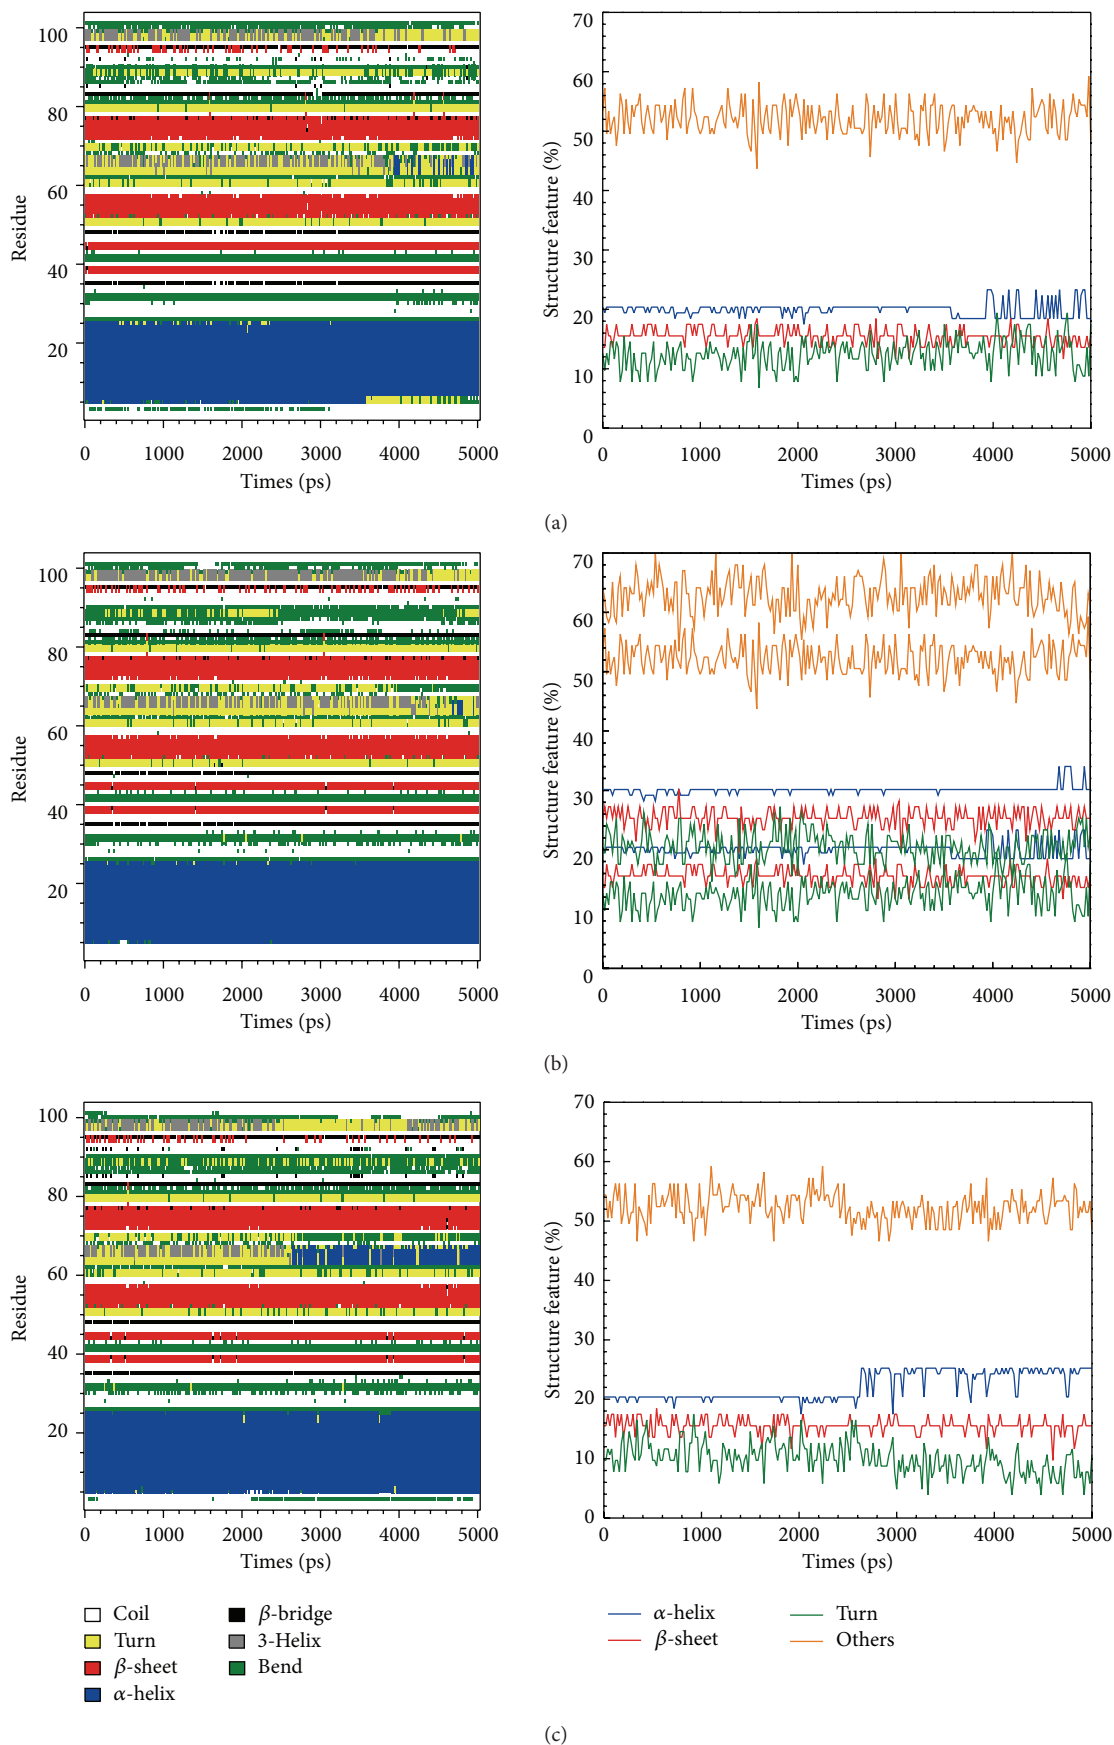 100
80
60
40
20
Residue
0 1000 2000 3000 4000 5000
Times (ps)
70
60
50
40
30
20
10
0
Structure feature (%)
0 1000 2000 3000 4000 5000
Times (ps)
(a)
100
80
60
40
20
Residue
0 1000 2000 3000 4000 5000
Times (ps)
70
60
50
40
30
20
10
0
Structure feature (%)
0 1000 2000 3000 4000 5000
Times (ps)
(b)
100
80
60
40
20
Residue
0 1000 2000 3000 4000 5000
Times (ps)
70
60
50
40
30
20
10
0
Structure feature (%)
0 1000 2000 3000 4000 5000
Times (ps)
Coil
Turn
β-sheet
α-helix
β-bridge
3-Helix
Bend
α-helix
β-sheet
Turn
Others
(c)